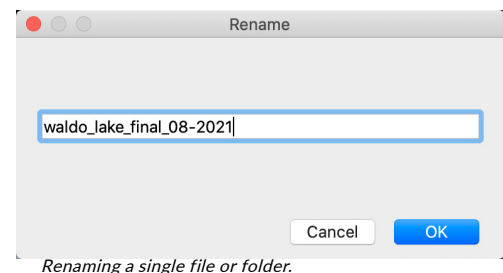 Rename
waldo_lake_final_08-2021
Cancel OK
Renaming a single file or folder.